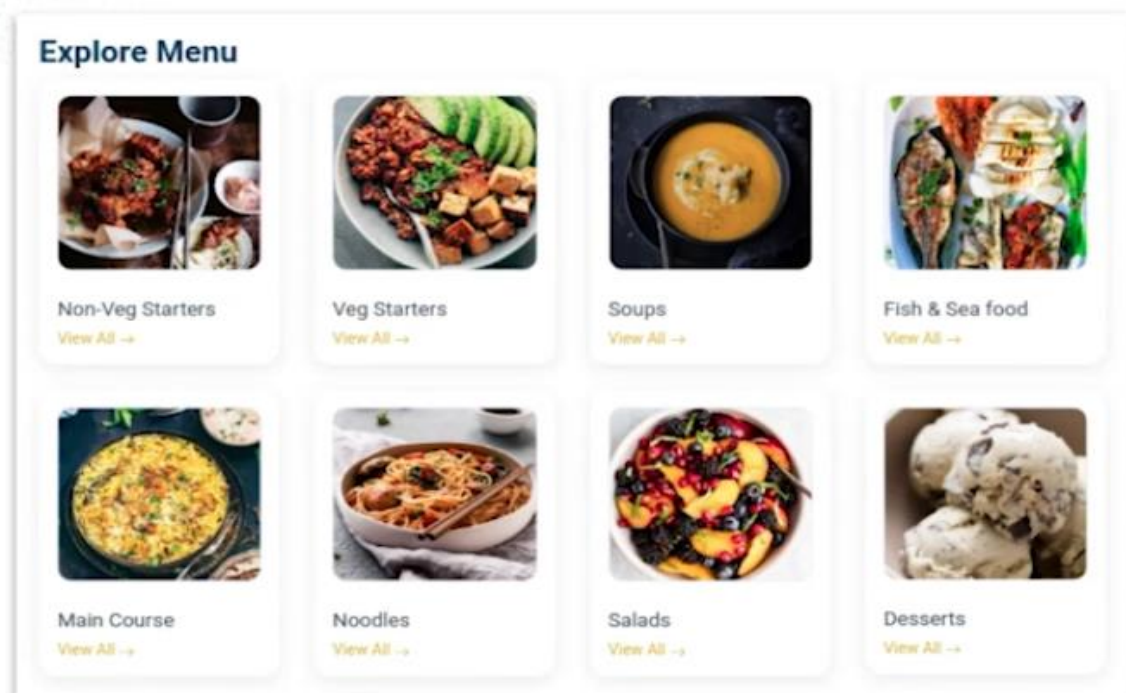 Explore Menu
Non-Veg Starters
View All →
Veg Starters
View All →
Soups
View All →
Fish & Sea food
View All →
Main Course
View All →
Noodles
View All →
Salads
View All →
Desserts
View All →